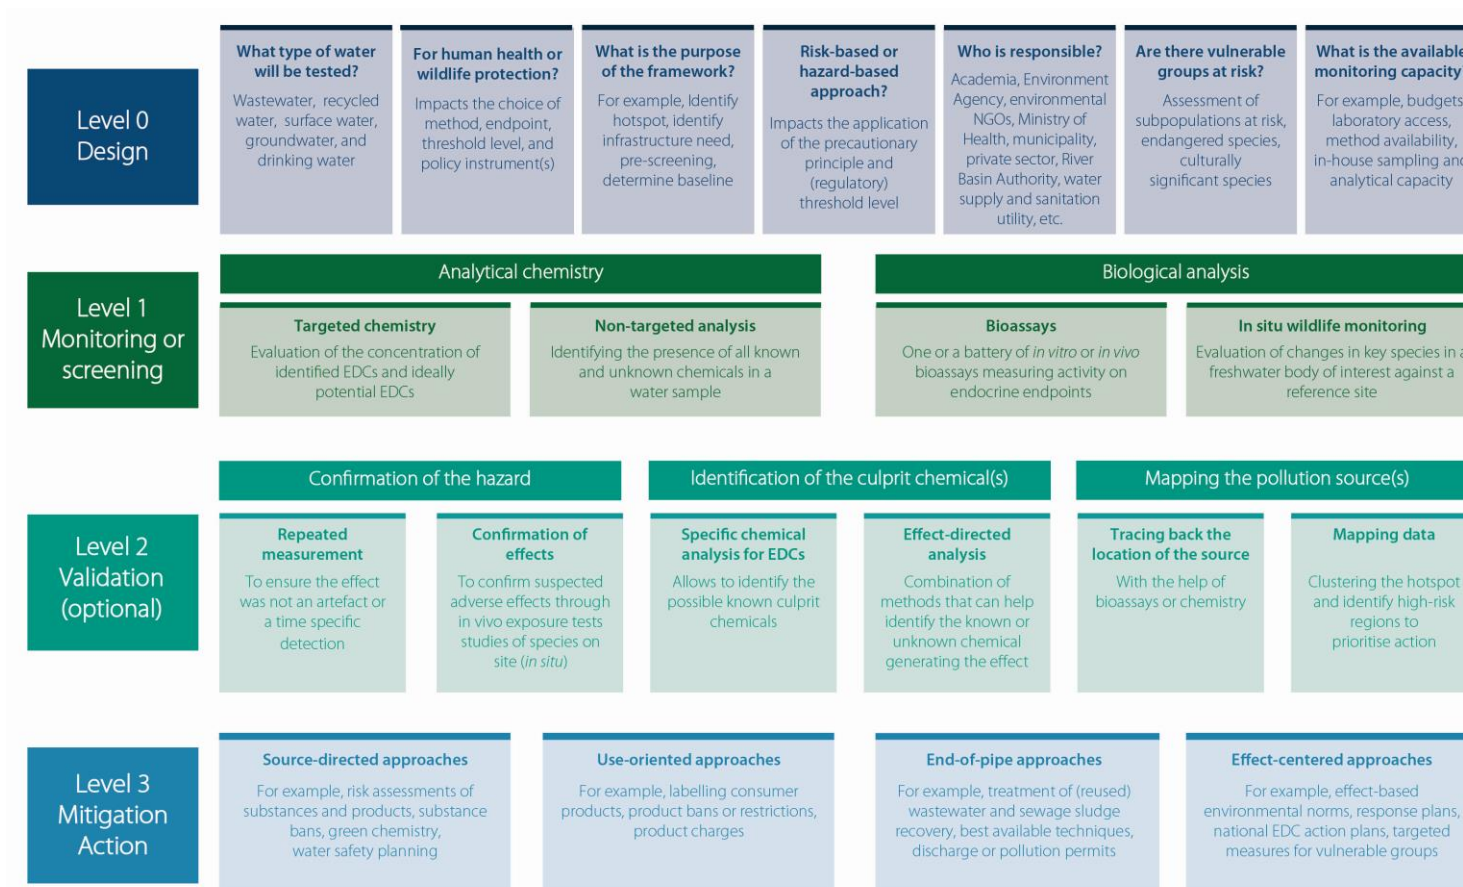 Level 0
Design
What type of water
will be tested?
Wastewater, recycled
water, surface water,
groundwater, and
drinking water
For human health or
wildlife protection?
Impacts the choice of
method, endpoint,
threshold level, and
policy instrument(s)
What is the purpose
of the framework?
For example, Identify
hotspot, identify
infrastructure need,
pre-screening,
determine baseline
Risk-based or
hazard-based
approach?
Impacts the application
of the precautionary
principle and
(regulatory)
threshold level
Who is responsible?
Academia, Environment
Agency, environmental
NGOs, Ministry of
Health, municipality,
private sector, River
Basin Authority, water
supply and sanitation
utility, etc.
Are there vulnerable
groups at risk?
Assessment of
subpopulations at risk,
endangered species,
culturally
significant species
What is the available
monitoring capacity?
For example, budgets,
laboratory access,
method availability,
in-house sampling and
analytical capacity
Level 1
Monitoring or
screening
Analytical chemistry
Targeted chemistry
Evaluation of the concentration of
identified EDCs and ideally
potential EDCs
Non-targeted analysis
Identifying the presence of all known
and unknown chemicals in a
water sample
Biological analysis
Bioassays
One or a battery of in vitro or in vivo
bioassays measuring activity on
endocrine endpoints
In situ wildlife monitoring
Evaluation of changes in key species in a
freshwater body of interest against a
reference site
Level 2
Validation
(optional)
Confirmation of the hazard
Repeated
measurement
To ensure the effect
was not an artefact or
a time specific
detection
Confirmation of
effects
To confirm suspected
adverse effects through
in vivo exposure tests
studies of species on
site (in situ)
Identification of the culprit chemical(s)
Specific chemical
analysis for EDCs
Allows to identify the
possible known culprit
chemicals
Effect-directed
analysis
Combination of
methods that can help
identify the known or
unknown chemical
generating the effect
Mapping the pollution source(s)
Tracing back the
location of the source
With the help of
bioassays or chemistry
Mapping data
Clustering the hotspot
and identify high-risk
regions to
prioritise action
Level 3
Mitigation
Action
Source-directed approaches
For example, risk assessments of
substances and products, substance
bans, green chemistry,
water safety planning
Use-oriented approaches
For example, labelling consumer
products, product bans or restrictions,
product charges
End-of-pipe approaches
For example, treatment of (reused)
wastewater and sewage sludge
recovery, best available techniques,
discharge or pollution permits
Effect-centered approaches
For example, effect-based
environmental norms, response plans,
national EDC action plans, targeted
measures for vulnerable groups